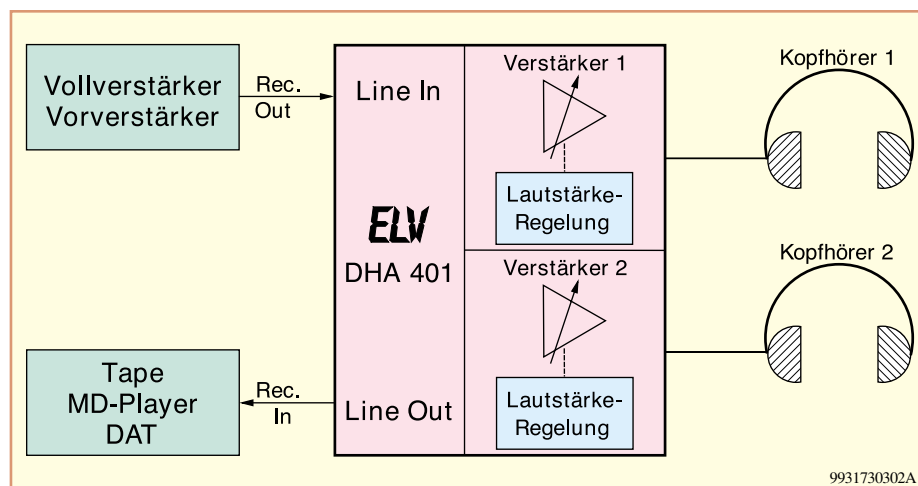 Vollverstärker
Vorverstärker
Rec.
Out
Line In
ELV
DHA 401
Line Out
Verstärker 1
Lautstärke-
Regelung
Verstärker 2
Lautstärke-
Regelung
Kopfhörer 1
Kopfhörer 2
Tape
MD-Player
DAT
Rec.
In
9931730302A